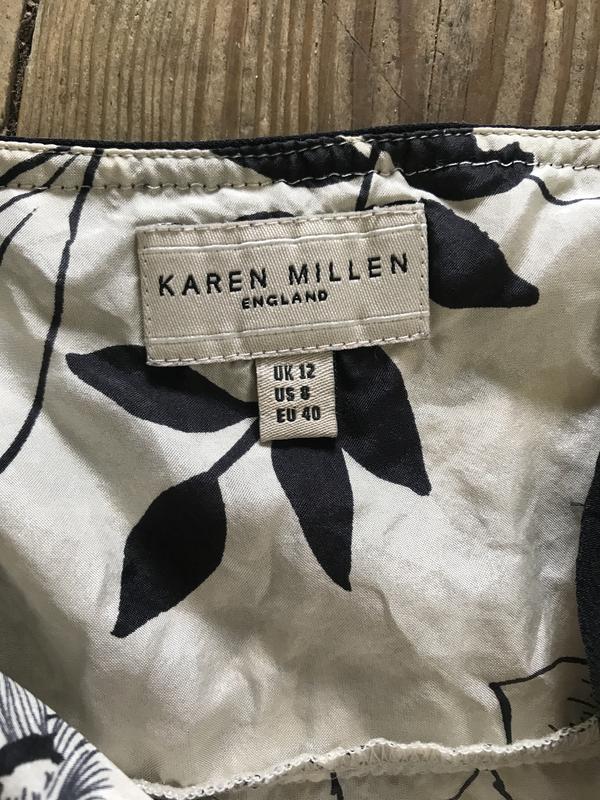 KAREN MILLEN
ENGLAND
UK 12
US 8
EU 40